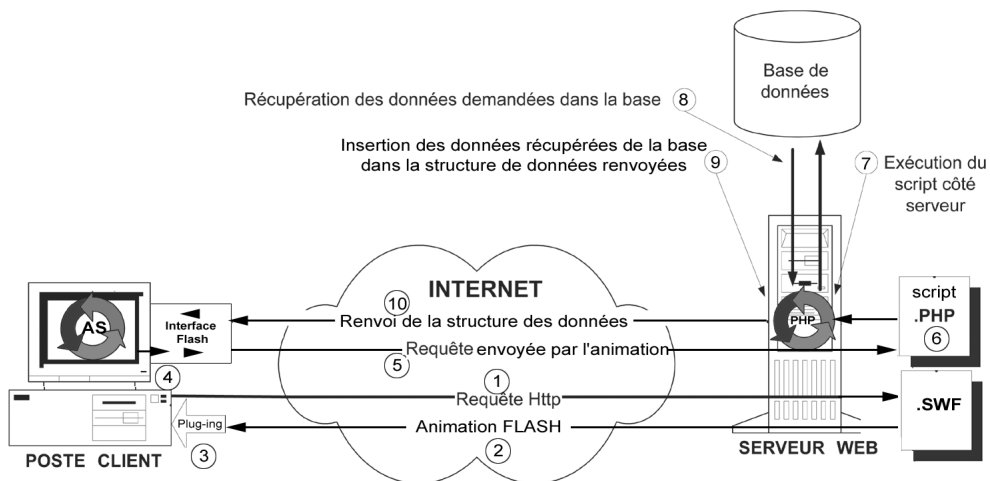 Base de
données
Récupération des données demandées dans la base 8
Insertion des données récupérées de la base
dans la structure de données renvoyées 9
7 Exécution du
script côté
serveur
INTERNET
10
Renvoi de la structure des données
AS
Interface
Flash
PHP
script
.PHP
6
Requête envoyée par l'animation
5
4
1
Requête Http
.SWF
Plug-ing
3
Animation FLASH
2
POSTE CLIENT
SERVEUR WEB